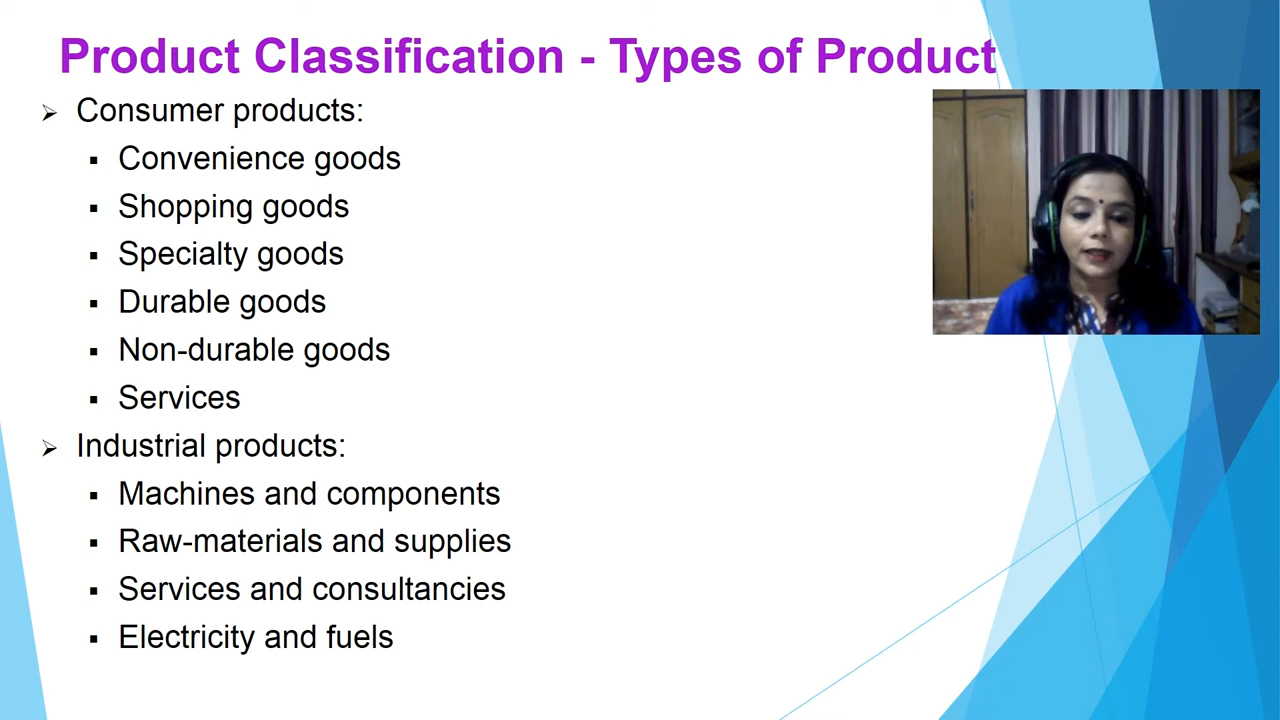 Product Classification - Types of Product
Consumer products:
Convenience goods
Shopping goods
Specialty goods
Durable goods
Non-durable goods
Services
Industrial products:
Machines and components
Raw-materials and supplies
Services and consultancies
Electricity and fuels